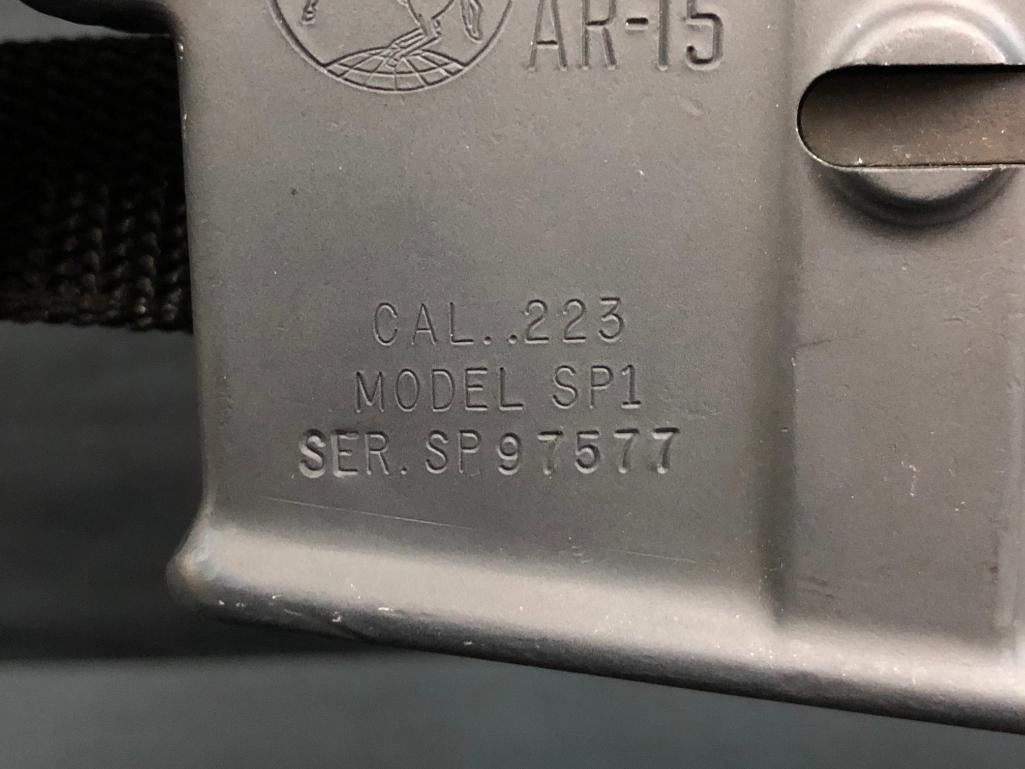 AR-15
CAL..223
MODEL SP1
SER. SP97577